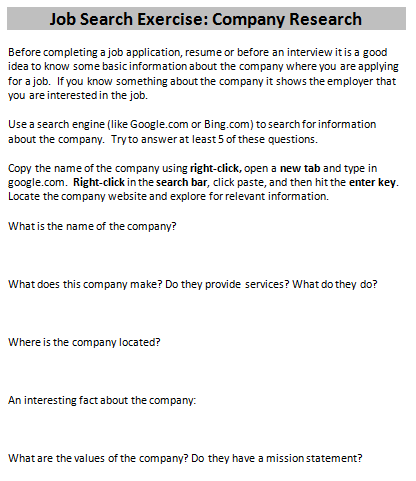 Job Search Exercise: Company Research
Before completing a job application, resume or before an interview it is a good
idea to know some basic information about the company where you are applying
for a job. If you know something about the company it shows the employer that
you are interested in the job.
Use a search engine (like Google.com or Bing.com) to search for information
about the company. Try to answer at least 5 of these questions.
Copy the name of the company using right-click, open a new tab and type in
google.com. Right-click in the search bar, click paste, and then hit the enter key.
Locate the company website and explore for relevant information.
What is the name of the company?
What does this company make? Do they provide services? What do they do?
Where is the company located?
An interesting fact about the company:
What are the values of the company? Do they have a mission statement?